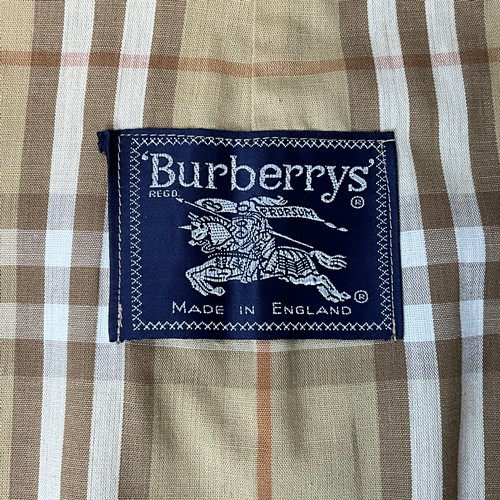 'Burberrys'
REGD. ®
PRORSUM
®
MADE IN ENGLAND